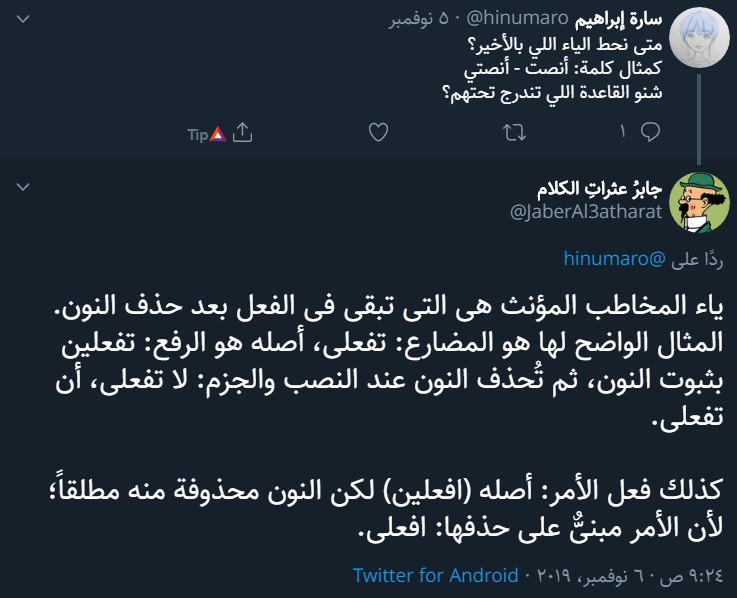 سارة إبراهيم @hinumaro · ٥ نوفمبر
متى نحط الياء اللي بالأخير؟
كمثال كلمة: أنصت - أنصتي
شنو القاعدة اللي تندرج تحتهم؟
١
Tip
جابرُ عثراتِ الكلام
@JaberAl3atharat
ردًا على @hinumaro
ياء المخاطب المؤنث هى التى تبقى فى الفعل بعد حذف النون.
المثال الواضح لها هو المضارع: تفعلى، أصله هو الرفع: تفعلين
بثبوت النون، ثم تُحذف النون عند النصب والجزم: لا تفعلى، أن
تفعلى.
كذلك فعل الأمر: أصله (افعلين) لكن النون محذوفة منه مطلقاً؛
لأن الأمر مبنىٌّ على حذفها: افعلى.
٩:٢٤ ص · ٦ نوفمبر، ٢٠١٩ · Twitter for Android